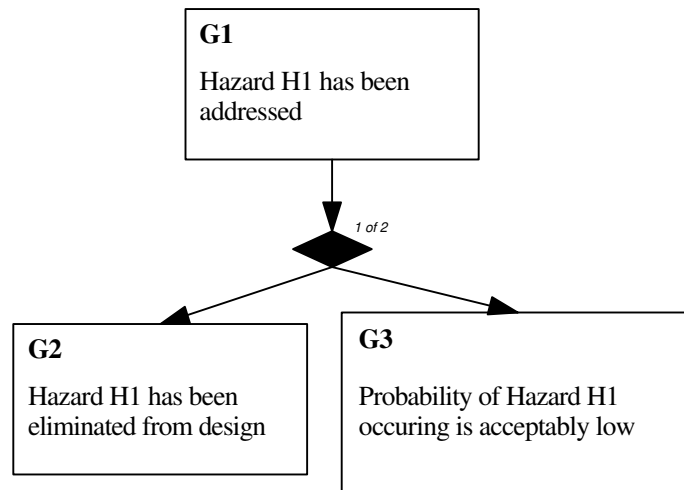 G1
Hazard H1 has been
addressed
1 of 2
G2
Hazard H1 has been
eliminated from design
G3
Probability of Hazard H1
occuring is acceptably low